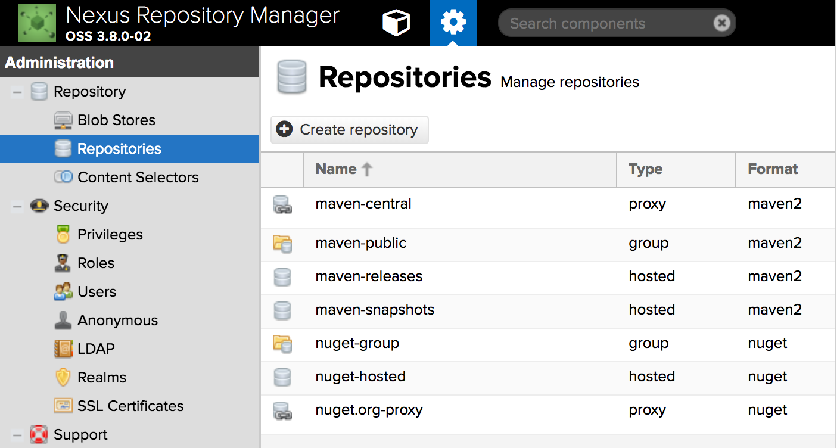 Nexus Repository Manager
OSS 3.8.0-02
Search components
Administration
Repository
Blob Stores
Repositories
Content Selectors
Security
Privileges
Roles
Users
Anonymous
LDAP
Realms
SSL Certificates
Support
Repositories Manage repositories
Create repository
Name Type Format
maven-central proxy maven2
maven-public group maven2
maven-releases hosted maven2
maven-snapshots hosted maven2
nuget-group group nuget
nuget-hosted hosted nuget
nuget.org-proxy proxy nuget